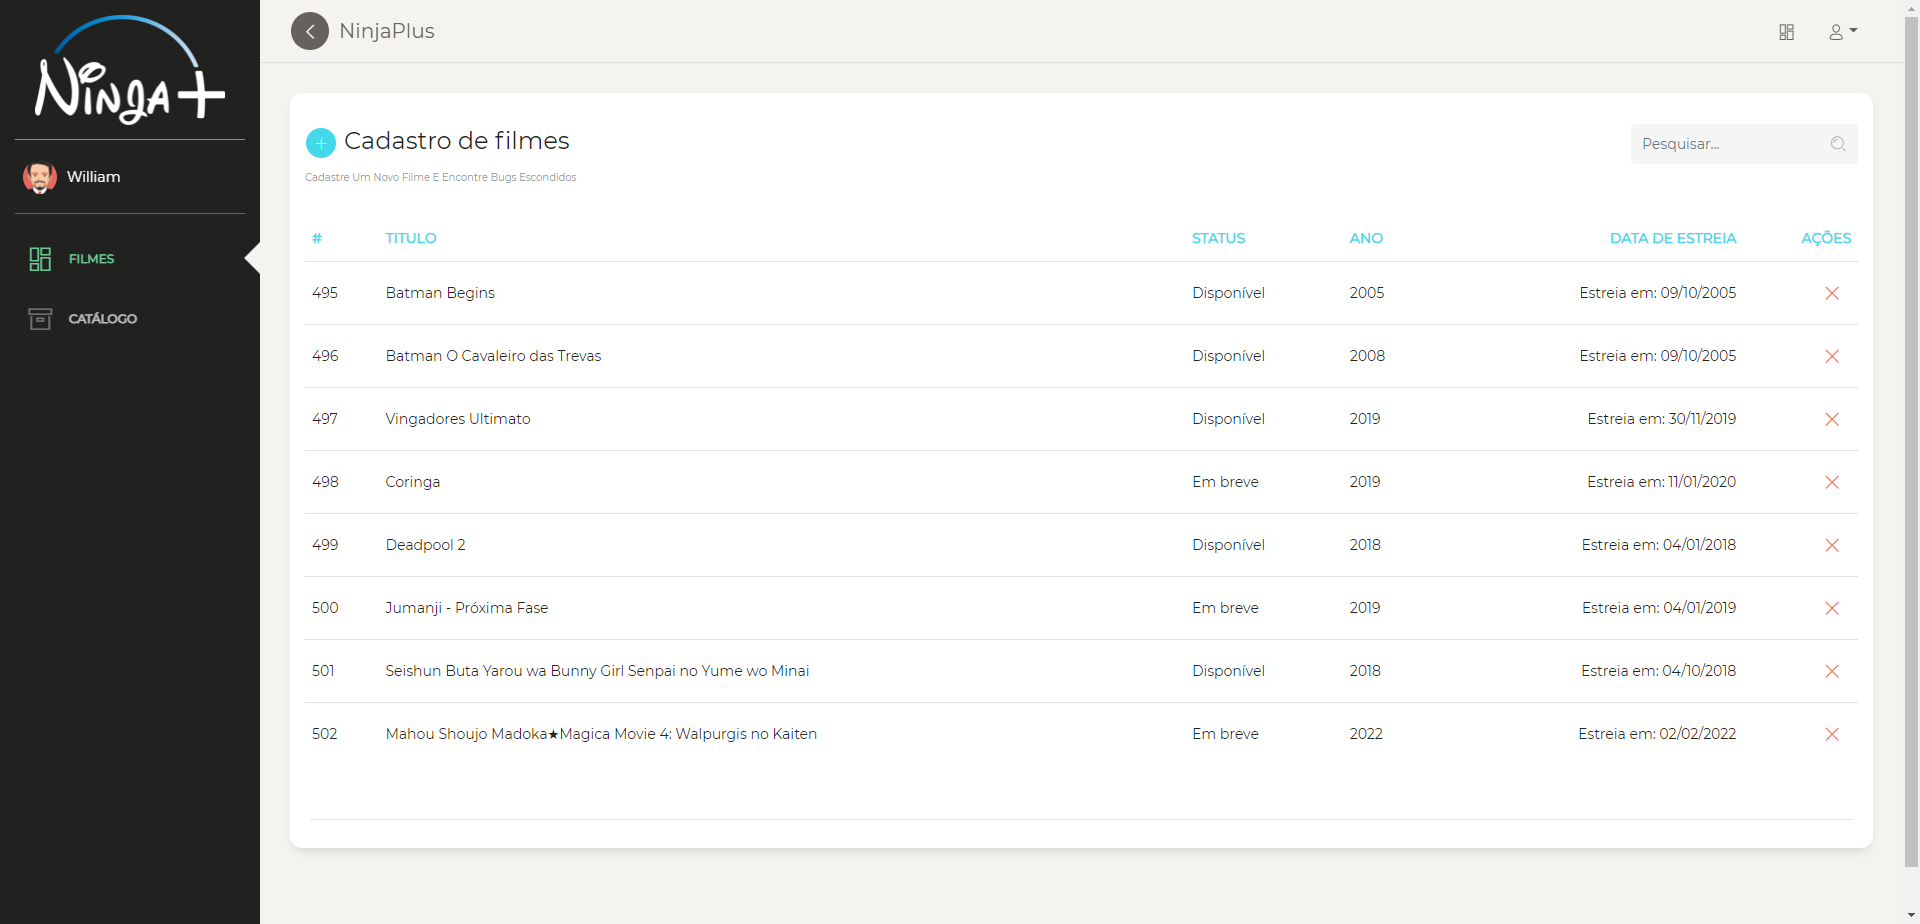 Ninja+
NinjaPlus
William
FILMES
CATÁLOGO
Cadastro de filmes
Pesquisar...
Cadastre Um Novo Filme E Encontre Bugs Escondidos
# TITULO STATUS ANO DATA DE ESTREIA AÇÕES
495 Batman Begins Disponível 2005 Estreia em: 09/10/2005
496 Batman O Cavaleiro das Trevas Disponível 2008 Estreia em: 09/10/2005
497 Vingadores Ultimato Disponível 2019 Estreia em: 30/11/2019
498 Coringa Em breve 2019 Estreia em: 11/01/2020
499 Deadpool 2 Disponível 2018 Estreia em: 04/01/2018
500 Jumanji - Próxima Fase Em breve 2019 Estreia em: 04/01/2019
501 Seishun Buta Yarou wa Bunny Girl Senpai no Yume wo Minai Disponível 2018 Estreia em: 04/10/2018
502 Mahou Shoujo Madoka★Magica Movie 4: Walpurgis no Kaiten Em breve 2022 Estreia em: 02/02/2022